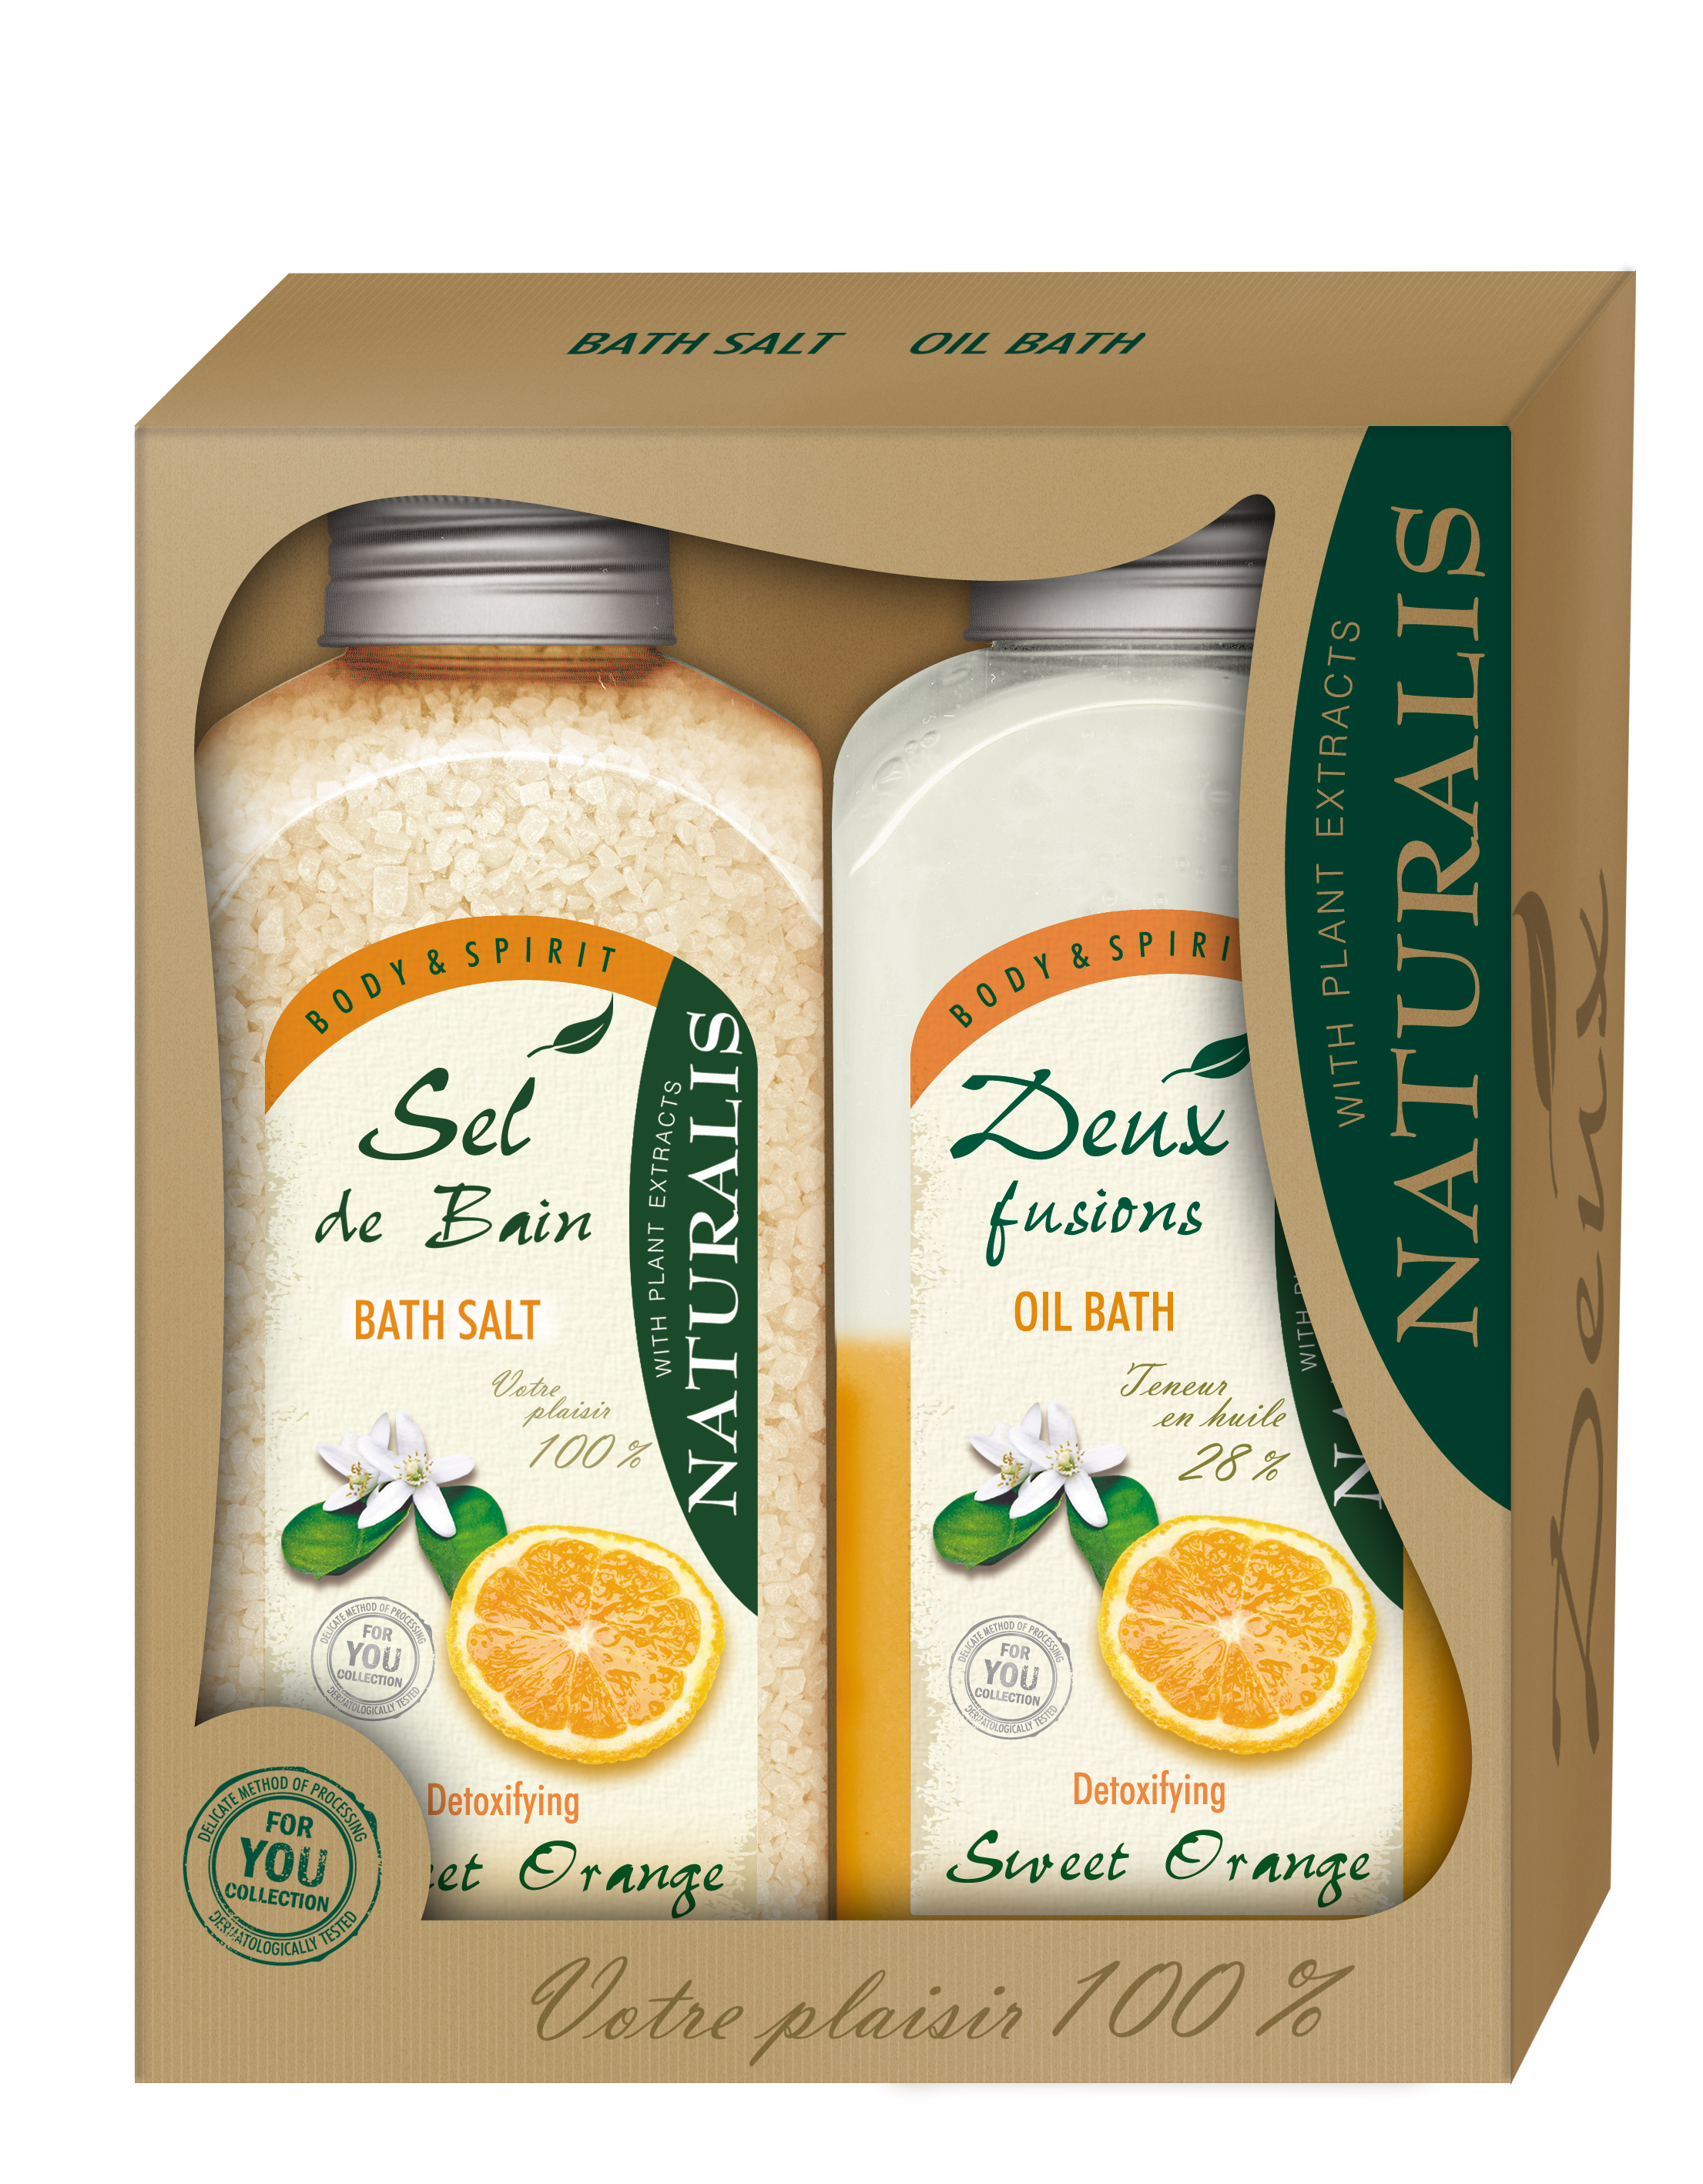 BATH SALT OIL BATH
WITH PLANT EXTRACTS
NATURALIS
Deux
BODY & SPIRIT
Sel
de Bain
BATH SALT
Votre
plaisir
100 %
WITH PLANT EXTRACTS
NATURALIS
DELICATE METHOD OF PROCESSING
FOR
YOU
COLLECTION
DERMATOLOGICALLY TESTED
Detoxifying
eet Orange
BODY & SPIRI
Deux
fusions
OIL BATH
Teneur
en huile
28 %
WITH
NA
DELICATE METHOD OF PROCESSING
FOR
YOU
COLLECTION
DERMATOLOGICALLY TESTED
Detoxifying
Sweet Orange
DELICATE METHOD OF PROCESSING
FOR
YOU
COLLECTION
DERMATOLOGICALLY TESTED
Votre plaisir 100 %